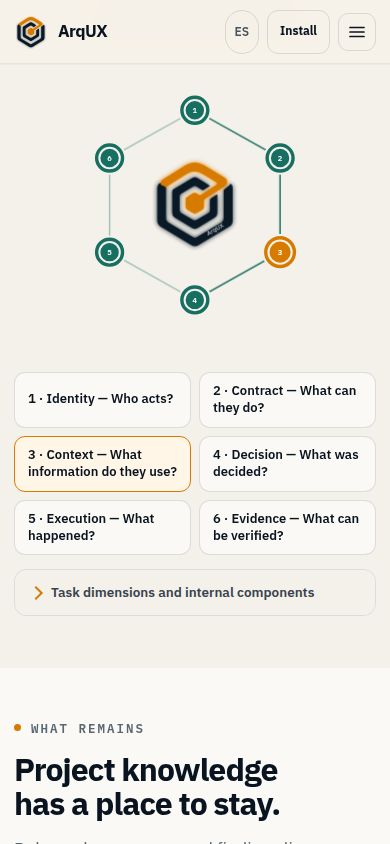 ArqUX
ES
Install
1
6
2
ArqUX
5
3
4
1 · Identity — Who acts?
2 · Contract — What can
they do?
3 · Context — What
information do they use?
4 · Decision — What was
decided?
5 · Execution — What
happened?
6 · Evidence — What can
be verified?
Task dimensions and internal components
WHAT REMAINS
Project knowledge
has a place to stay.